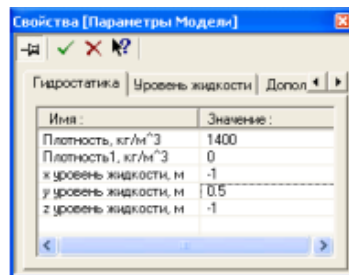 Свойства [Параметры Модели]
Гидростатика Уровень жидкости Допол
Имя : Значение :
Плотность, кг/м^3 1400
Плотность1, кг/м^3 0
x уровень жидкости, м -1
y уровень жидкости, м 0.5
z уровень жидкости, м -1